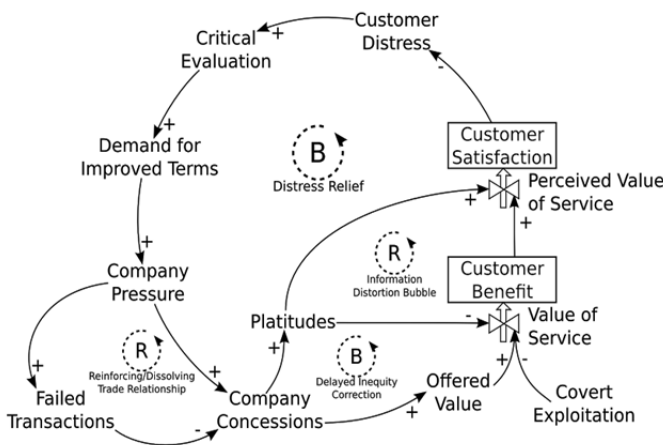 Customer
Distress
+
Critical
Evaluation
-
+
Demand for
Improved Terms
B
Distress Relief
Customer
Satisfaction
+
Perceived Value
of Service
+
+
Company
Pressure
R
Information
Distortion Bubble
Customer
Benefit
Platitudes
-
Value of
Service
+
R
Reinforcing/Dissolving
Trade Relationship
+
+
B
Delayed Inequity
Correction
+
-
Failed
Transactions
-
Company
Concessions
+
Offered
Value
Covert
Exploitation